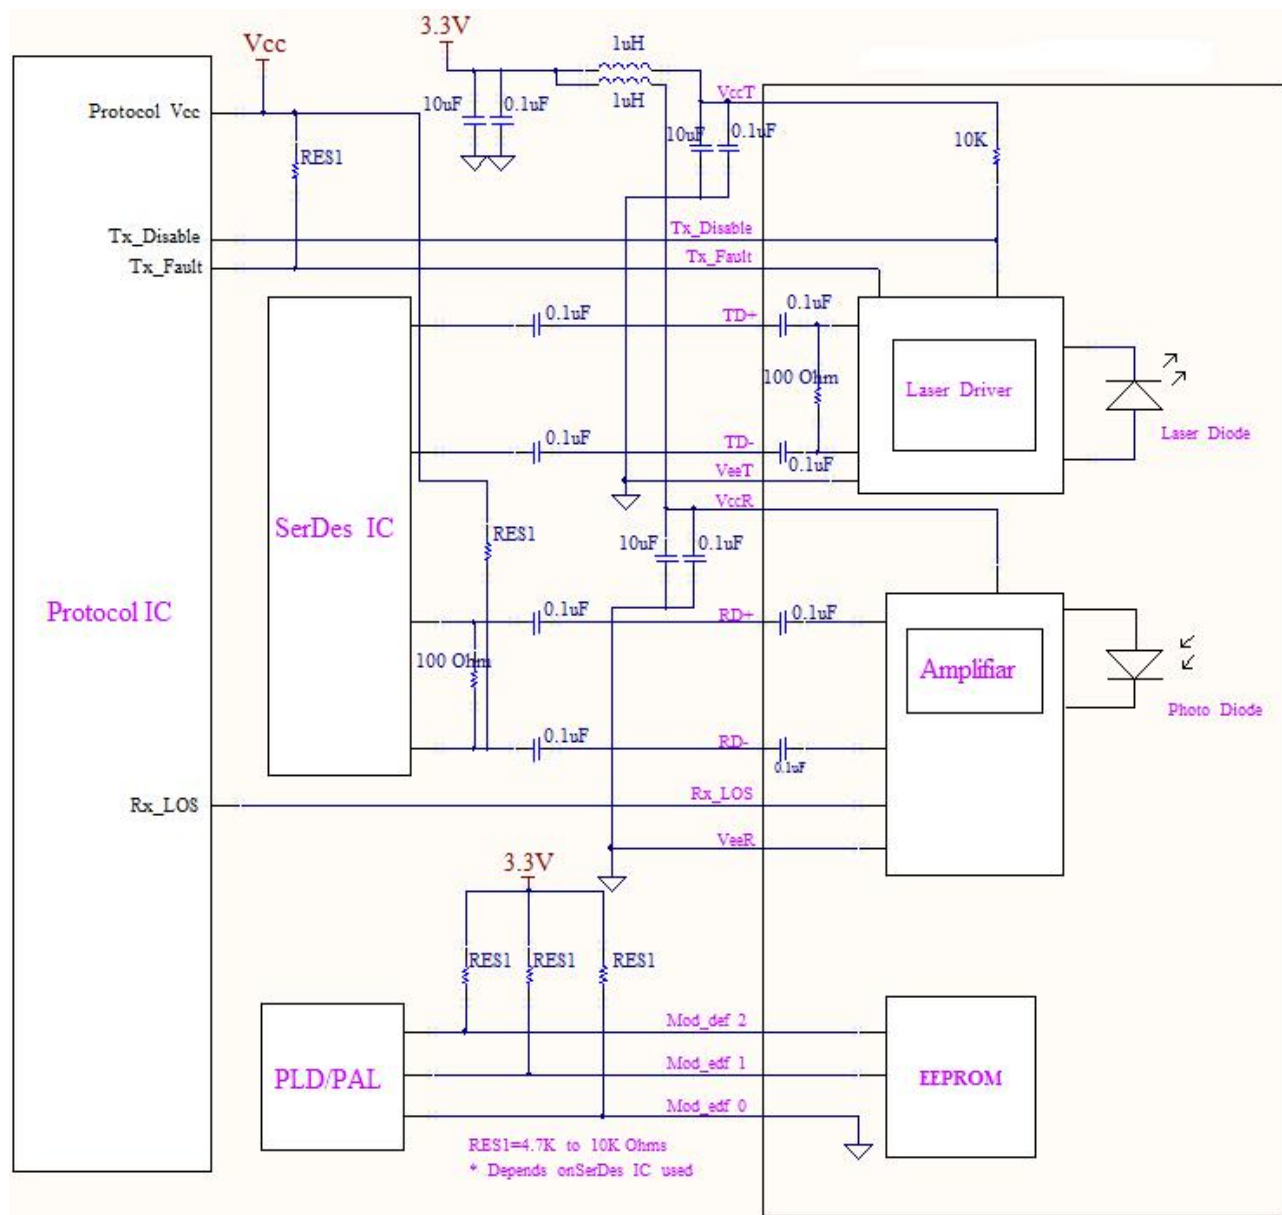 3.3V
1uH
Vcc
1uH
VccT
10uF
0.1uF
Protocol Vcc
10uF
0.1uF
10K
RES1
Tx_Disable
Tx_Disable
Tx_Fault
Tx_Fault
0.1uF
0.1uF
TD+
100 Ohm
Laser Driver
Laser Diode
0.1uF
TD-
0.1uF
VeeT
VccR
SerDes IC
RES1
10uF
0.1uF
Protocol IC
0.1uF
RD+
0.1uF
100 Ohm
Amplifiar
Photo Diode
0.1uF
RD-
0.1uF
Rx_LOS
Rx_LOS
VeeR
3.3V
RES1
RES1
RES1
Mod_def 2
PLD/PAL
Mod_edf 1
EEPROM
Mod_edf 0
RES1=4.7K to 10K Ohms
* Depends onSerDes IC used